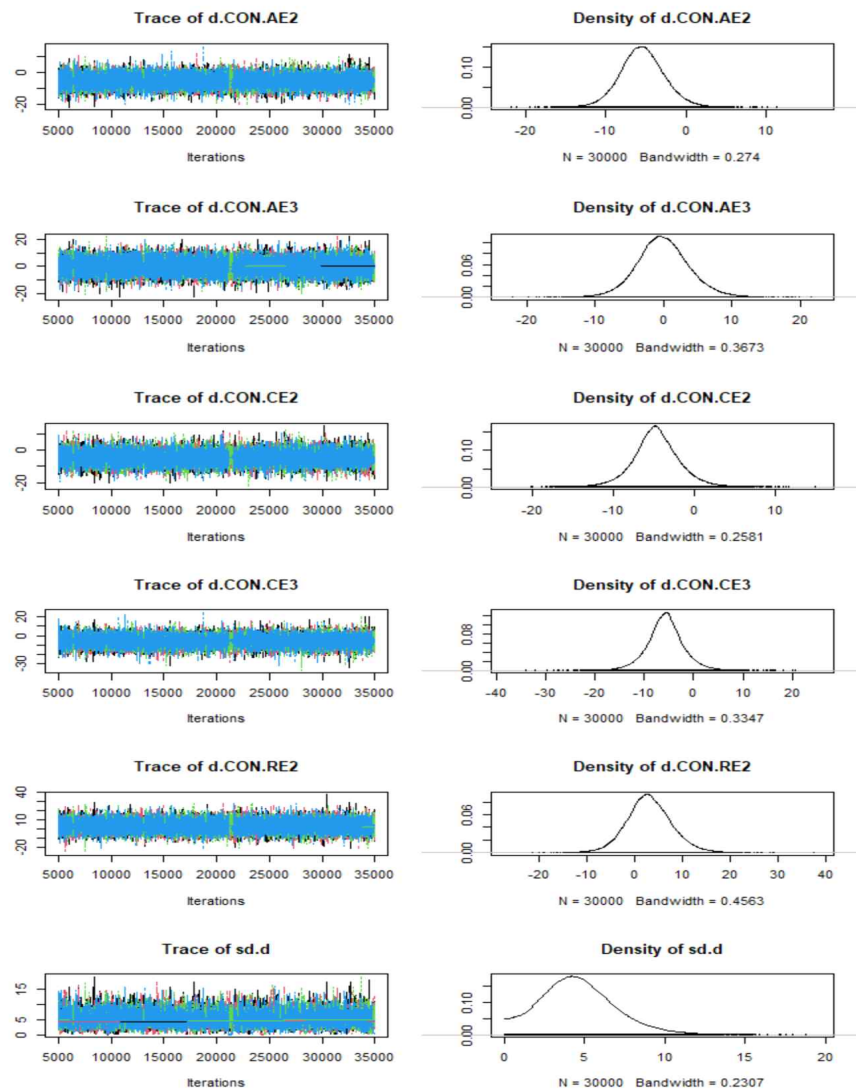 Trace of d.CON.AE2
0
-20
5000 10000 15000 20000 25000 30000 35000
Iterations
Density of d.CON.AE2
0.10
0.00
-20 -10 0 10
N = 30000 Bandwidth = 0.274
Trace of d.CON.AE3
20
0
-20
5000 10000 15000 20000 25000 30000 35000
Iterations
Density of d.CON.AE3
0.06
0.00
-20 -10 0 10 20
N = 30000 Bandwidth = 0.3673
Trace of d.CON.CE2
0
-20
5000 10000 15000 20000 25000 30000 35000
Iterations
Density of d.CON.CE2
0.10
0.00
-20 -10 0 10
N = 30000 Bandwidth = 0.2581
Trace of d.CON.CE3
20
0
-30
5000 10000 15000 20000 25000 30000 35000
Iterations
Density of d.CON.CE3
0.08
0.00
-40 -30 -20 -10 0 10 20
N = 30000 Bandwidth = 0.3347
Trace of d.CON.RE2
40
10
-20
5000 10000 15000 20000 25000 30000 35000
Iterations
Density of d.CON.RE2
0.06
0.00
-20 -10 0 10 20 30 40
N = 30000 Bandwidth = 0.4563
Trace of sd.d
15
5
0
5000 10000 15000 20000 25000 30000 35000
Iterations
Density of sd.d
0.10
0.00
0 5 10 15 20
N = 30000 Bandwidth = 0.2307